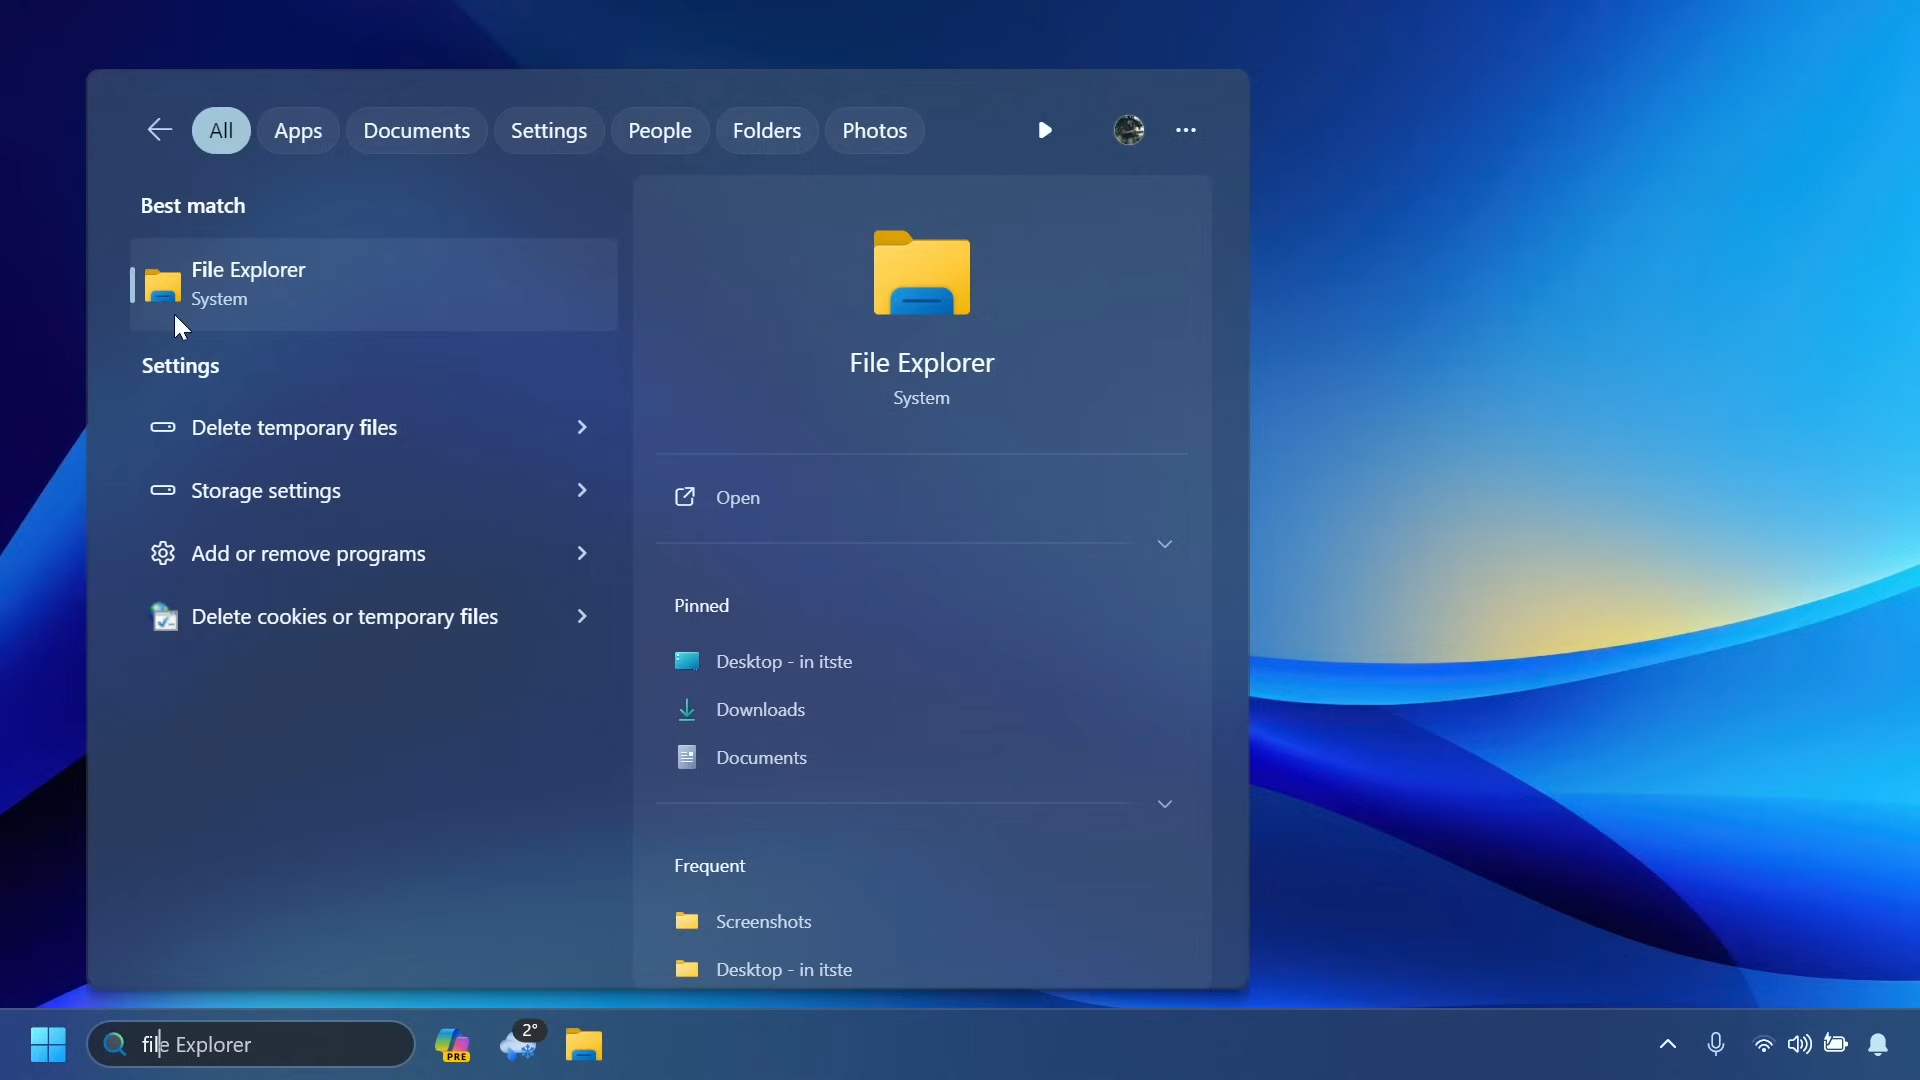 All Apps Documents Settings People Folders Photos
Best match
File Explorer
System
Settings
Delete temporary files
Storage settings
Add or remove programs
Delete cookies or temporary files
File Explorer
System
Open
Pinned
Desktop - in itste
Downloads
Documents
Frequent
Screenshots
Desktop - in itste
file Explorer
PRE
2°